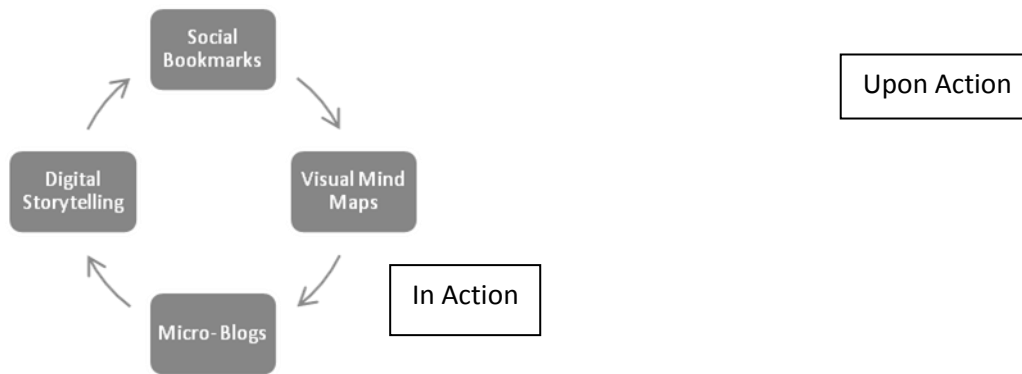 Social
Bookmarks
Upon Action
Digital
Storytelling
Visual Mind
Maps
In Action
Micro- Blogs